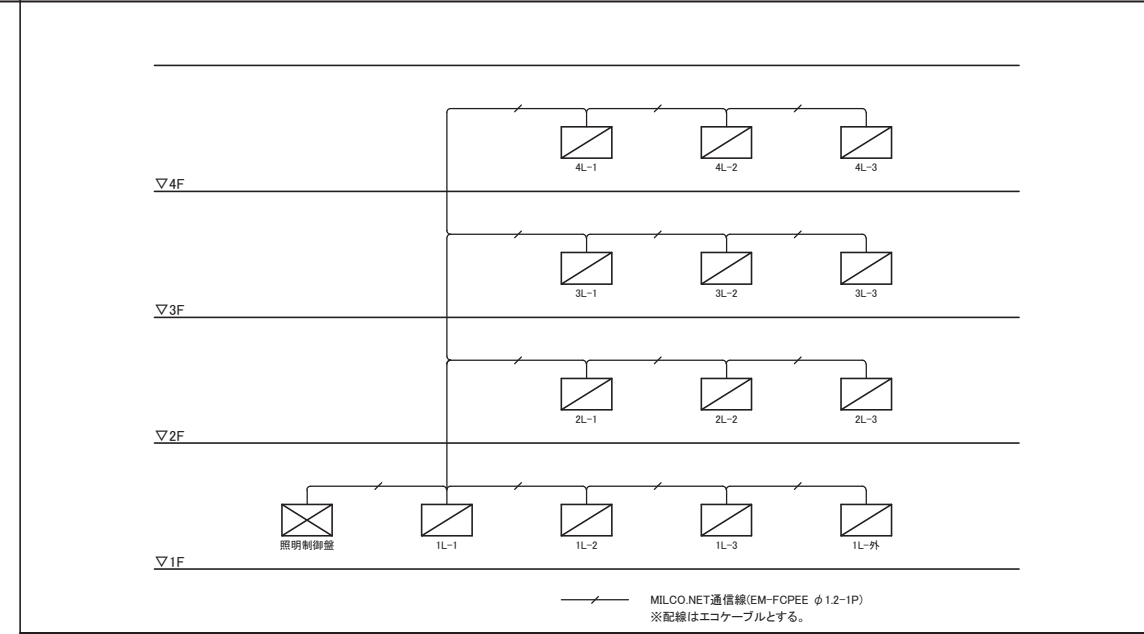 4L-1
4L-2
4L-3
▽4F
3L-1
3L-2
3L-3
▽3F
2L-1
2L-2
2L-3
▽2F
照明制御盤
1L-1
1L-2
1L-3
1L-外
▽1F
MILCO.NET通信線(EM-FCPEE φ1.2-1P)
※配線はエコケーブルとする。